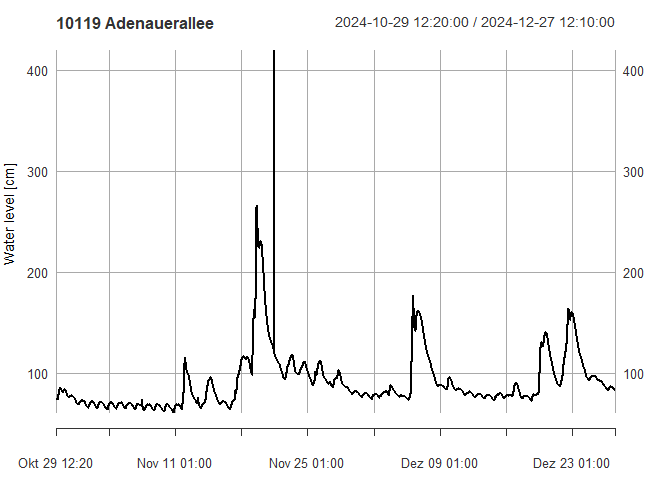 10119 Adenauerallee
2024-10-29 12:20:00 / 2024-12-27 12:10:00
400
400
300
300
Water level [cm]
200
200
100
100
Okt 29 12:20
Nov 11 01:00
Nov 25 01:00
Dez 09 01:00
Dez 23 01:00